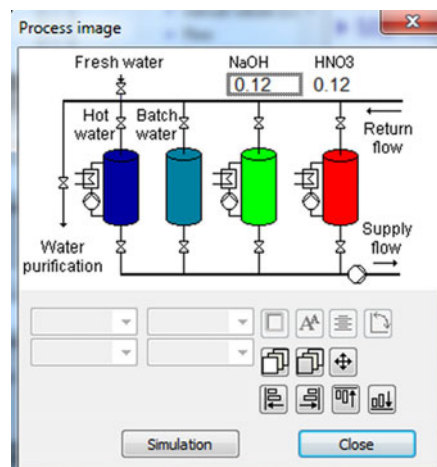 Process image
Fresh water
NaOH
HNO3
0.12
0.12
Hot
water
Batch
water
Return
flow
Water
purification
Supply
flow
Simulation
Close